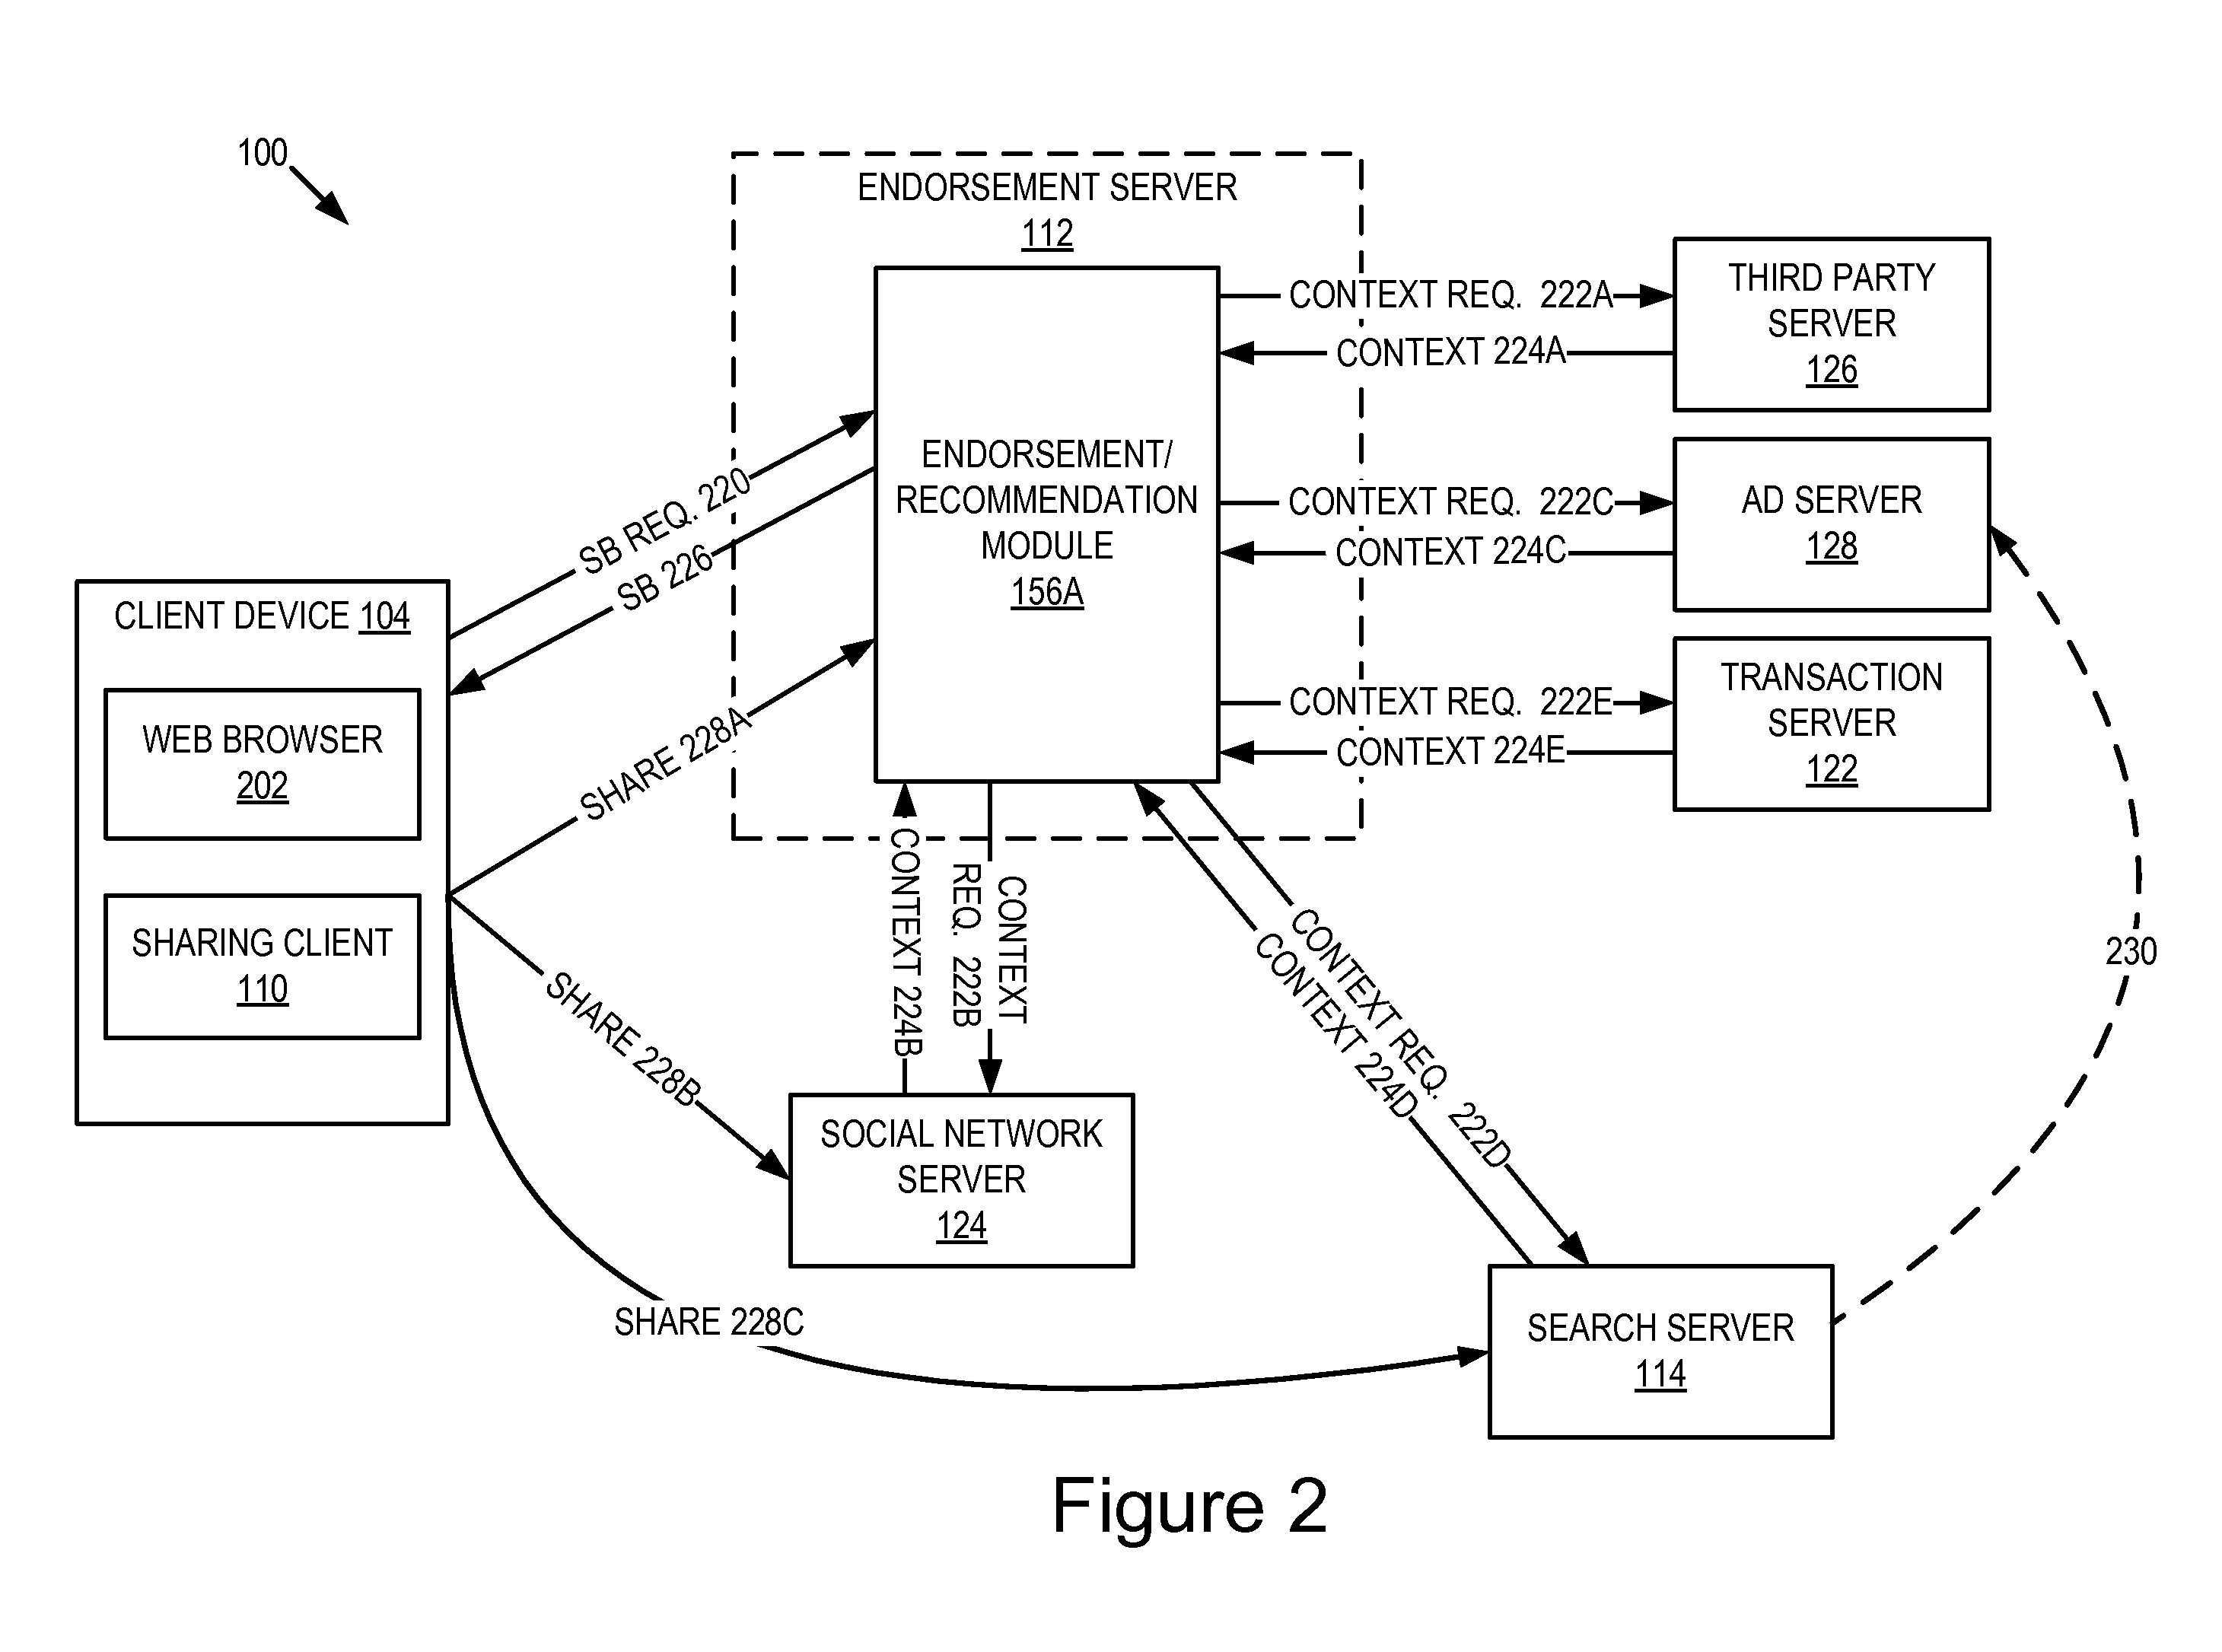 100
ENDORSEMENT SERVER
112
ENDORSEMENT/
RECOMMENDATION
MODULE
156A
CONTEXT REQ. 222A
CONTEXT 224A
THIRD PARTY
SERVER
126
CONTEXT REQ. 222C
CONTEXT 224C
AD SERVER
128
CONTEXT REQ. 222E
CONTEXT 224E
TRANSACTION
SERVER
122
SB REQ. 220
SB 226
SHARE 228A
CLIENT DEVICE 104
WEB BROWSER
202
SHARING CLIENT
110
SHARE 228B
CONTEXT 224B
CONTEXT
REQ. 222B
CONTEXT REQ. 222D
CONTEXT 224D
230
SOCIAL NETWORK
SERVER
124
SHARE 228C
SEARCH SERVER
114
Figure 2